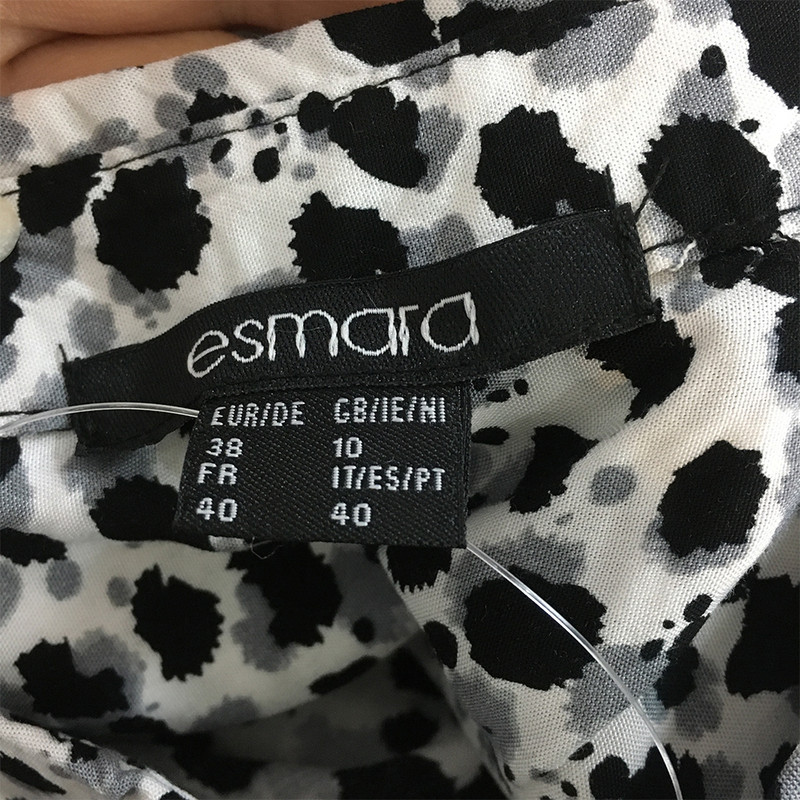 esmara
EUR/DE GB/IE/NI
38 10
FR IT/ES/PT
40 40